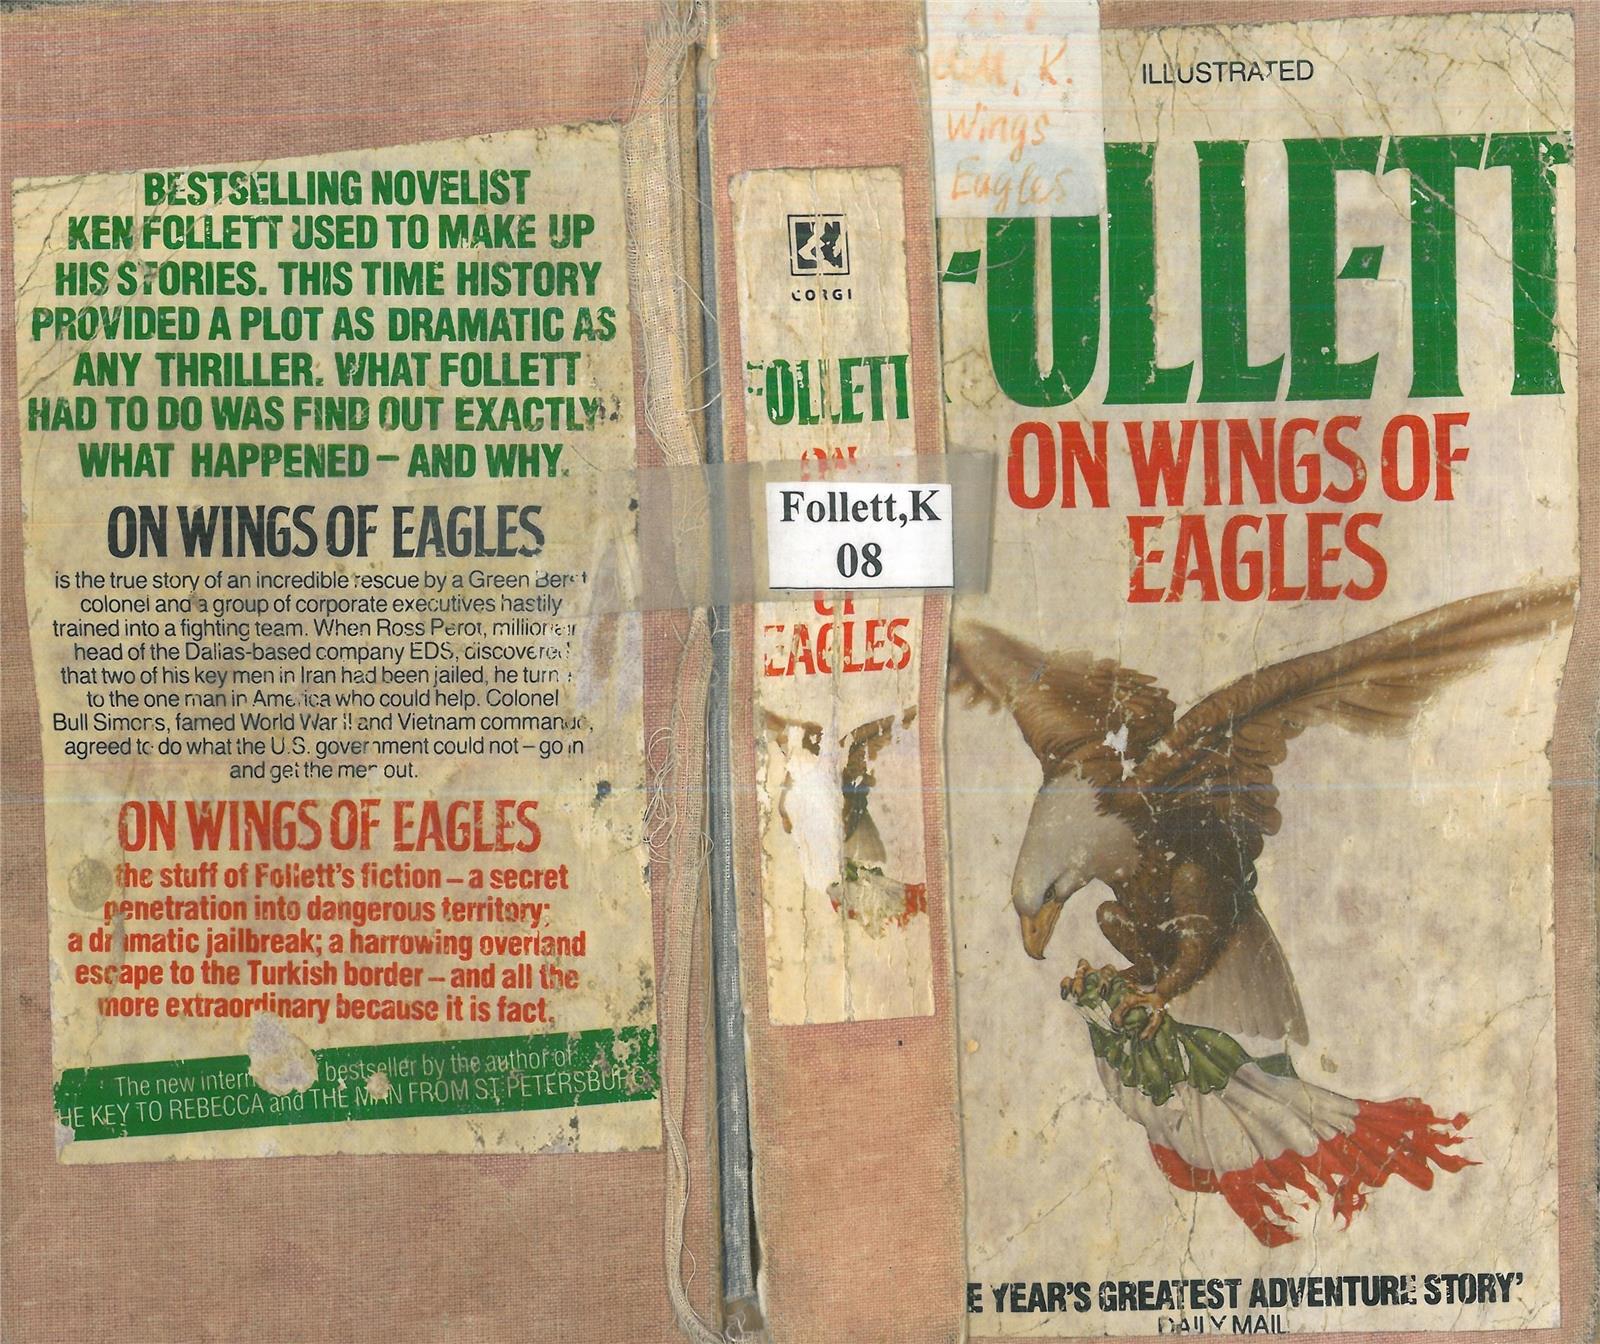 BESTSELLING NOVELIST
KEN FOLLETT USED TO MAKE UP
HIS STORIES. THIS TIME HISTORY
PROVIDED A PLOT AS DRAMATIC AS
ANY THRILLER. WHAT FOLLETT
HAD TO DO WAS FIND OUT EXACTLY
WHAT HAPPENED – AND WHY.
ON WINGS OF EAGLES
is the true story of an incredible rescue by a Green Beret
colonel and a group of corporate executives hastily
trained into a fighting team. When Ross Perot, millionair
head of the Dallas-based company EDS, discovered
that two of his key men in Iran had been jailed, he turn
to the one man in America who could help. Colonel
Bull Simons, famed World War II and Vietnam commando,
agreed to do what the U.S. government could not – go in
and get the men out.
ON WINGS OF EAGLES
the stuff of Follett's fiction – a secret
penetration into dangerous territory;
a dramatic jailbreak; a harrowing overland
escape to the Turkish border – and all the
more extraordinary because it is fact.
The new intern bestseller by the author of
HE KEY TO REBECCA and THE MAN FROM ST. PETERSBURG
CORGI
FOLLETT
ON
Follett,K
08
OF
EAGLES
K.
Wings
Eagles
ILLUSTRATED
FOLLETT
ON WINGS OF
EAGLES
E YEAR'S GREATEST ADVENTURE STORY'
DAILY MAIL